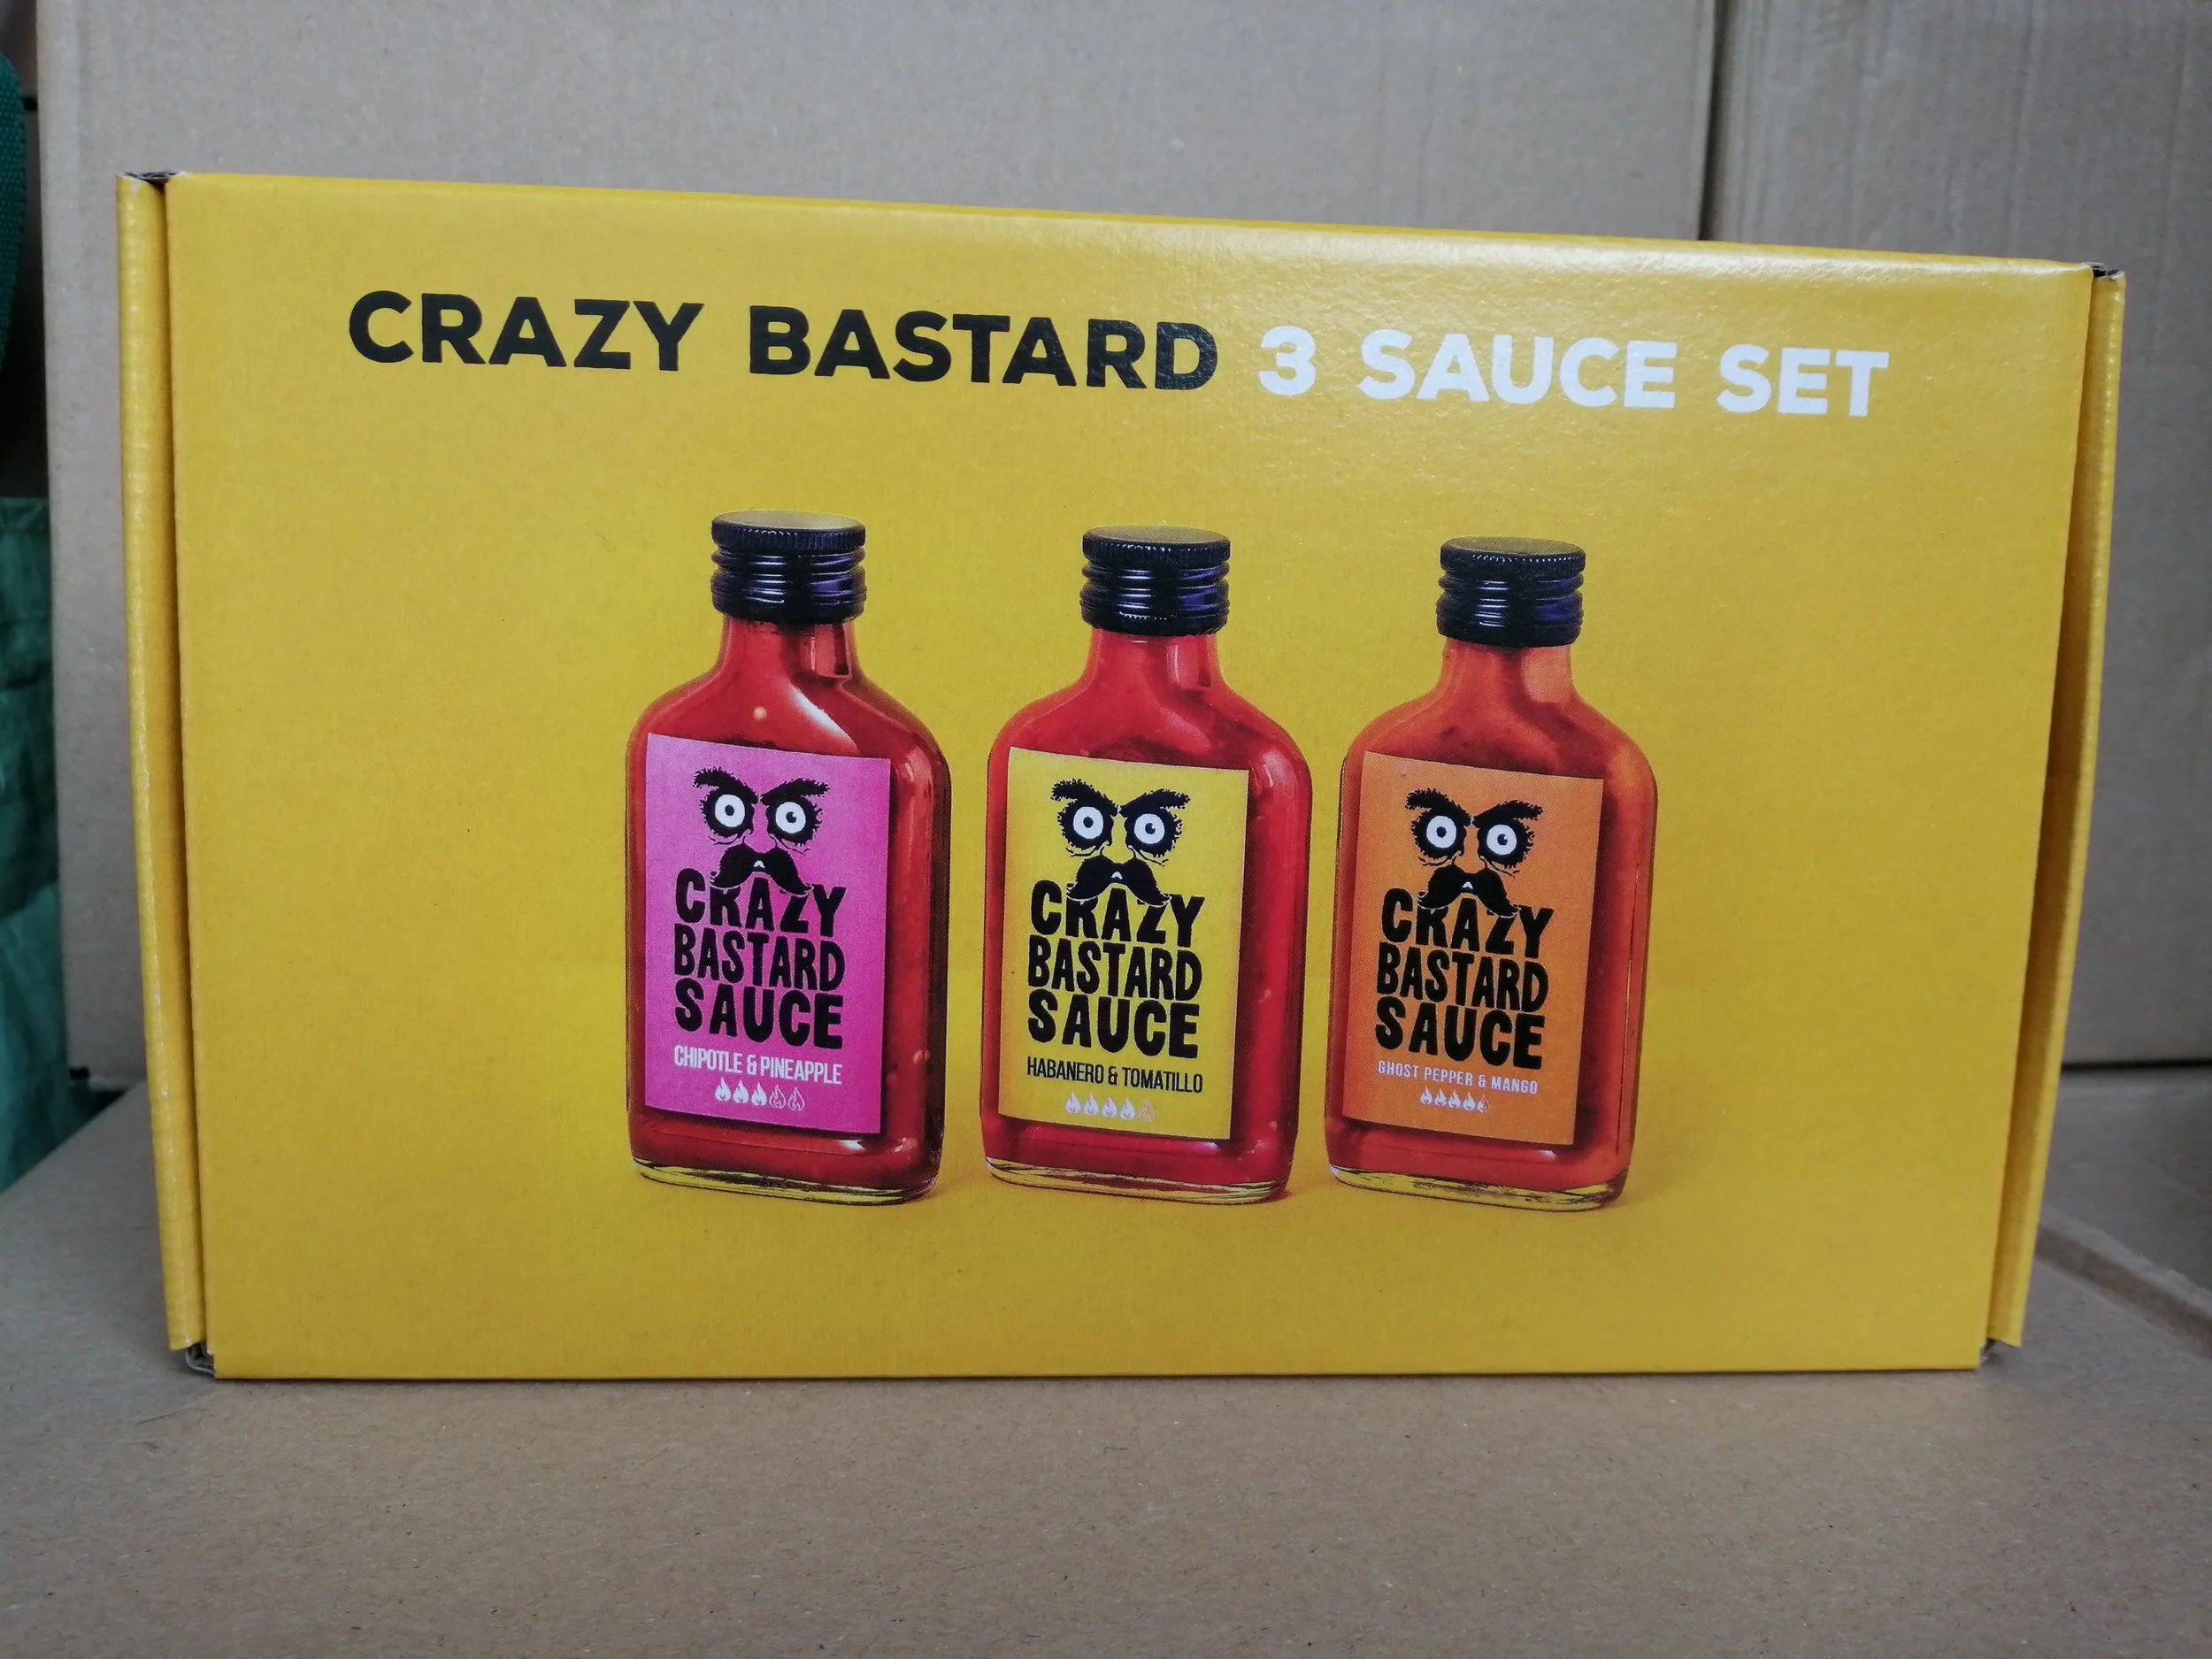 CRAZY BASTARD 3 SAUCE SET
CRAZY
BASTARD
SAUCE
CHIPOTLE & PINEAPPLE
CRAZY
BASTARD
SAUCE
HABANERO & TOMATILLO
CRAZY
BASTARD
SAUCE
GHOST PEPPER & MANGO